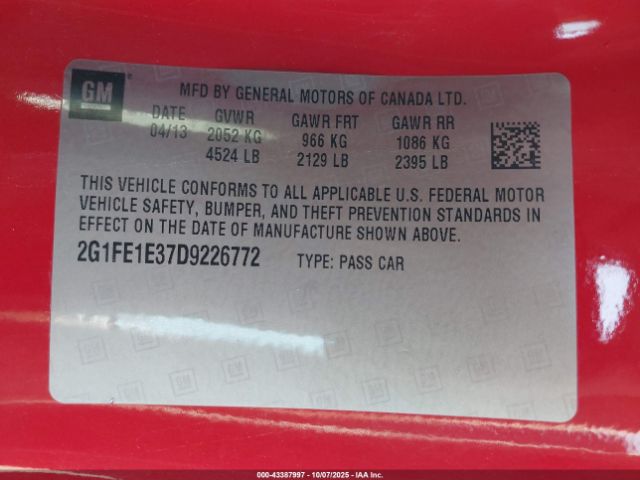 GM
MFD BY GENERAL MOTORS OF CANADA LTD.
DATE GVWR GAWR FRT GAWR RR
04/13 2052 KG 966 KG 1086 KG
4524 LB 2129 LB 2395 LB
THIS VEHICLE CONFORMS TO ALL APPLICABLE U.S. FEDERAL MOTOR
VEHICLE SAFETY, BUMPER, AND THEFT PREVENTION STANDARDS IN
EFFECT ON THE DATE OF MANUFACTURE SHOWN ABOVE.
2G1FE1E37D9226772 TYPE: PASS CAR
000-43387997 - 10/07/2025 - IAA Inc.